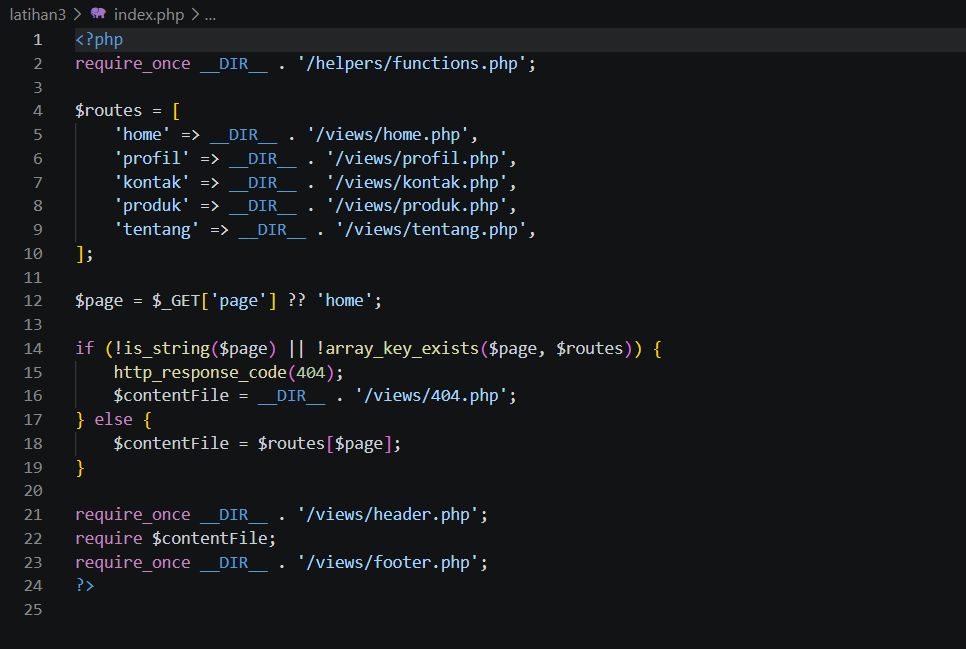 latihan3 > index.php > ...
1 <?php
2 require_once __DIR__ . '/helpers/functions.php';
3
4 $routes = [
5     'home' => __DIR__ . '/views/home.php',
6     'profil' => __DIR__ . '/views/profil.php',
7     'kontak' => __DIR__ . '/views/kontak.php',
8     'produk' => __DIR__ . '/views/produk.php',
9     'tentang' => __DIR__ . '/views/tentang.php',
10 ];
11
12 $page = $_GET['page'] ?? 'home';
13
14 if (!is_string($page) || !array_key_exists($page, $routes)) {
15     http_response_code(404);
16     $contentFile = __DIR__ . '/views/404.php';
17 } else {
18     $contentFile = $routes[$page];
19 }
20
21 require_once __DIR__ . '/views/header.php';
22 require $contentFile;
23 require_once __DIR__ . '/views/footer.php';
24 ?>
25